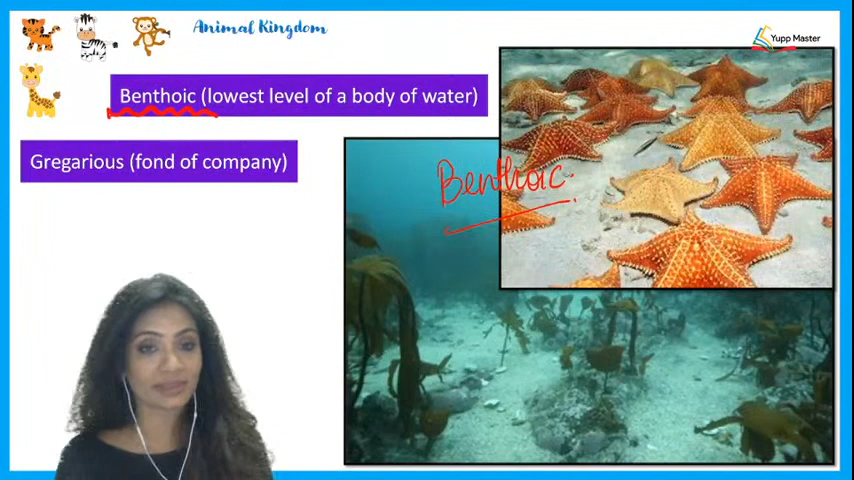 Animal Kingdom
Yupp Master
Benthoic (lowest level of a body of water)
Gregarious (fond of company)
Benthoic